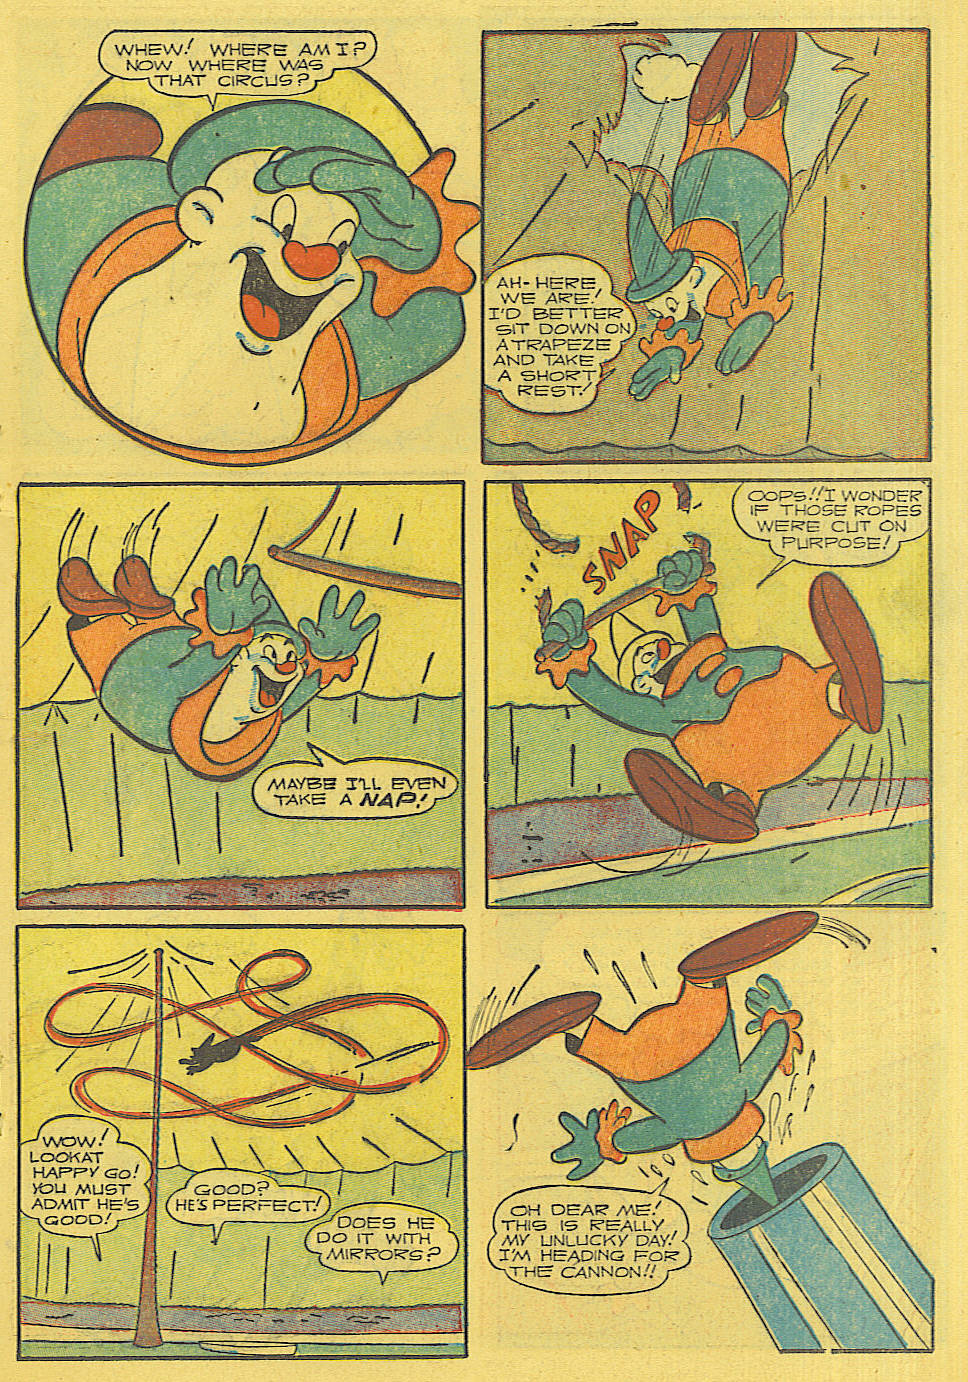 WHEW! WHERE AM I?
NOW WHERE WAS
THAT CIRCUS?
AH-HERE
WE ARE!
I'D BETTER
SIT DOWN ON
A TRAPEZE
AND TAKE
A SHORT
REST!
MAYBE I'LL EVEN
TAKE A NAP!
SNAP
OOPS!! I WONDER
IF THOSE ROPES
WERE CUT ON
PURPOSE!
WOW!
LOOKAT
HAPPY GO!
YOU MUST
ADMIT HE'S
GOOD!
GOOD?
HE'S PERFECT!
DOES HE
DO IT WITH
MIRRORS?
OH DEAR ME!
THIS IS REALLY
MY UNLUCKY DAY!
I'M HEADING FOR
THE CANNON!!